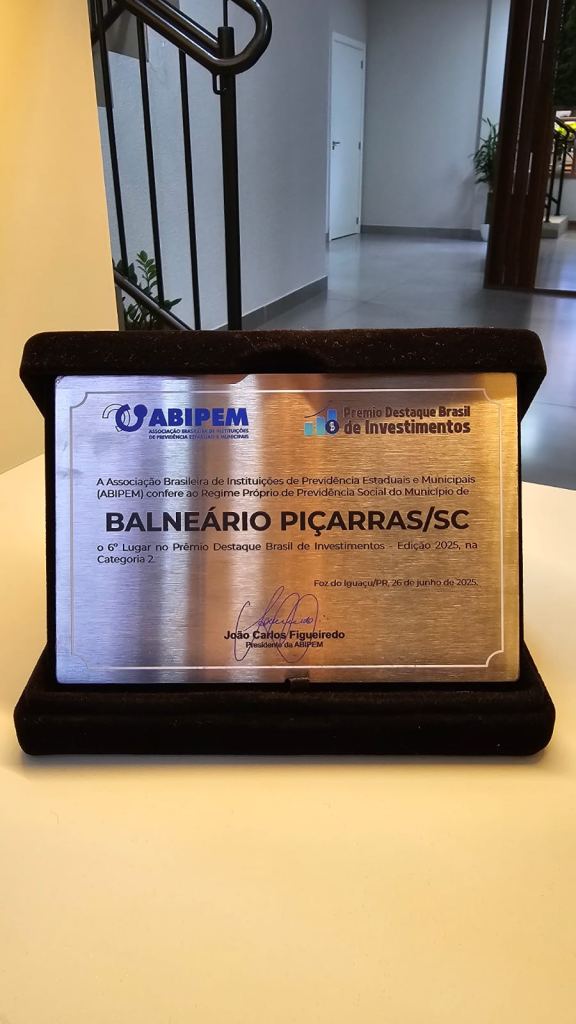 ABIPEM
ASSOCIAÇÃO BRASILEIRA DE INSTITUIÇÕES
DE PREVIDÊNCIA ESTADUAIS E MUNICIPAIS
Prêmio Destaque Brasil
de Investimentos
A Associação Brasileira de Instituições de Previdência Estaduais e Municipais
(ABIPEM) confere ao Regime Próprio de Previdência Social do Município de
BALNEÁRIO PIÇARRAS/SC
o 6º Lugar no Prêmio Destaque Brasil de Investimentos - Edição 2025, na
Categoria 2.
Foz do Iguaçu/PR, 26 de junho de 2025.
João Carlos Figueiredo
Presidente da ABIPEM